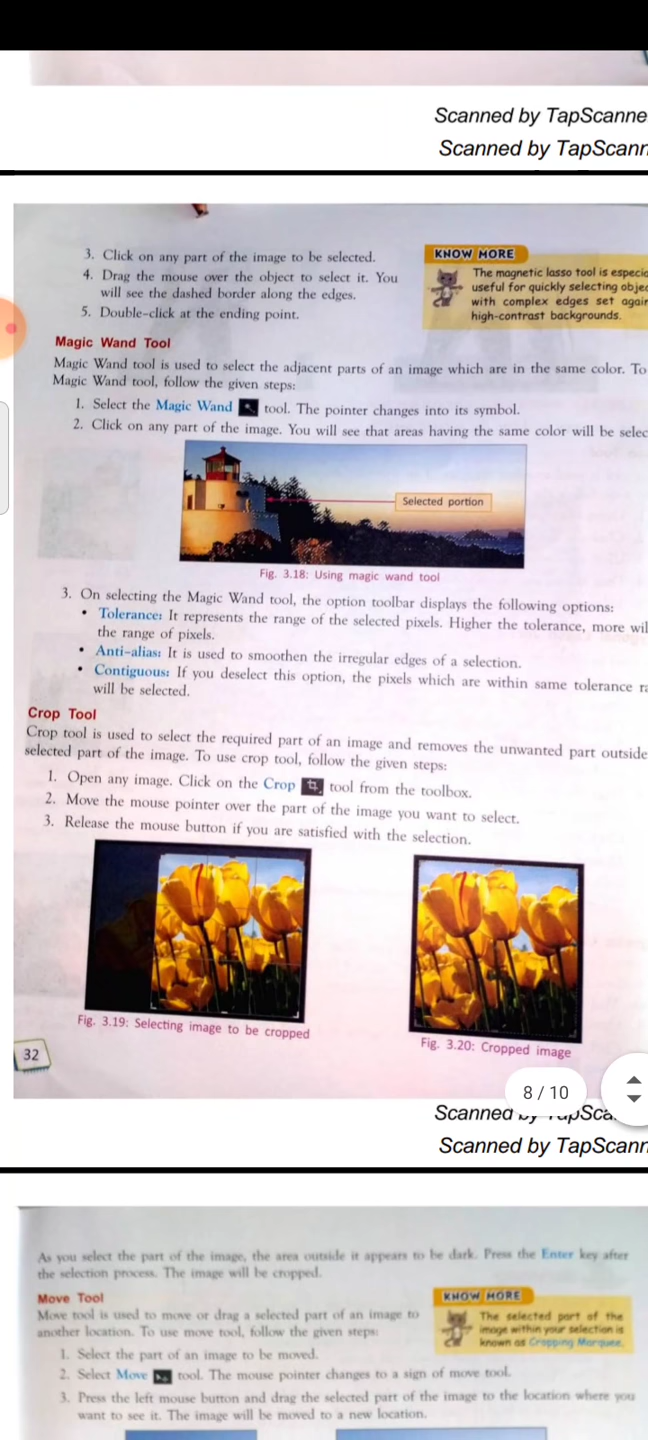 Scanned by TapScanne
Scanned by TapScann
3. Click on any part of the image to be selected.
4. Drag the mouse over the object to select it. You
will see the dashed border along the edges.
5. Double-click at the ending point.
KNOW MORE
The magnetic lasso tool is especia
useful for quickly selecting objec
with complex edges set again
high-contrast backgrounds.
Magic Wand Tool
Magic Wand tool is used to select the adjacent parts of an image which are in the same color. To
Magic Wand tool, follow the given steps:
1. Select the Magic Wand tool. The pointer changes into its symbol.
2. Click on any part of the image. You will see that areas having the same color will be selec
Selected portion
Fig. 3.18: Using magic wand tool
3. On selecting the Magic Wand tool, the option toolbar displays the following options:
• Tolerance: It represents the range of the selected pixels. Higher the tolerance, more wil
the range of pixels.
• Anti-alias: It is used to smoothen the irregular edges of a selection.
• Contiguous: If you deselect this option, the pixels which are within same tolerance ra
will be selected.
Crop Tool
Crop tool is used to select the required part of an image and removes the unwanted part outside
selected part of the image. To use crop tool, follow the given steps:
1. Open any image. Click on the Crop tool from the toolbox.
2. Move the mouse pointer over the part of the image you want to select.
3. Release the mouse button if you are satisfied with the selection.
Fig. 3.19: Selecting image to be cropped
Fig. 3.20: Cropped image
32
8 / 10
Scanned by TapSca
Scanned by TapScann
As you select the part of the image, the area outside it appears to be dark. Press the Enter key after
the selection process. The image will be cropped.
Move Tool
Move tool is used to move or drag a selected part of an image to
another location. To use move tool, follow the given steps:
KNOW MORE
The selected part of the
image within your selection is
known as Cropping Marquee.
1. Select the part of an image to be moved.
2. Select Move tool. The mouse pointer changes to a sign of move tool.
3. Press the left mouse button and drag the selected part of the image to the location where you
want to see it. The image will be moved to a new location.